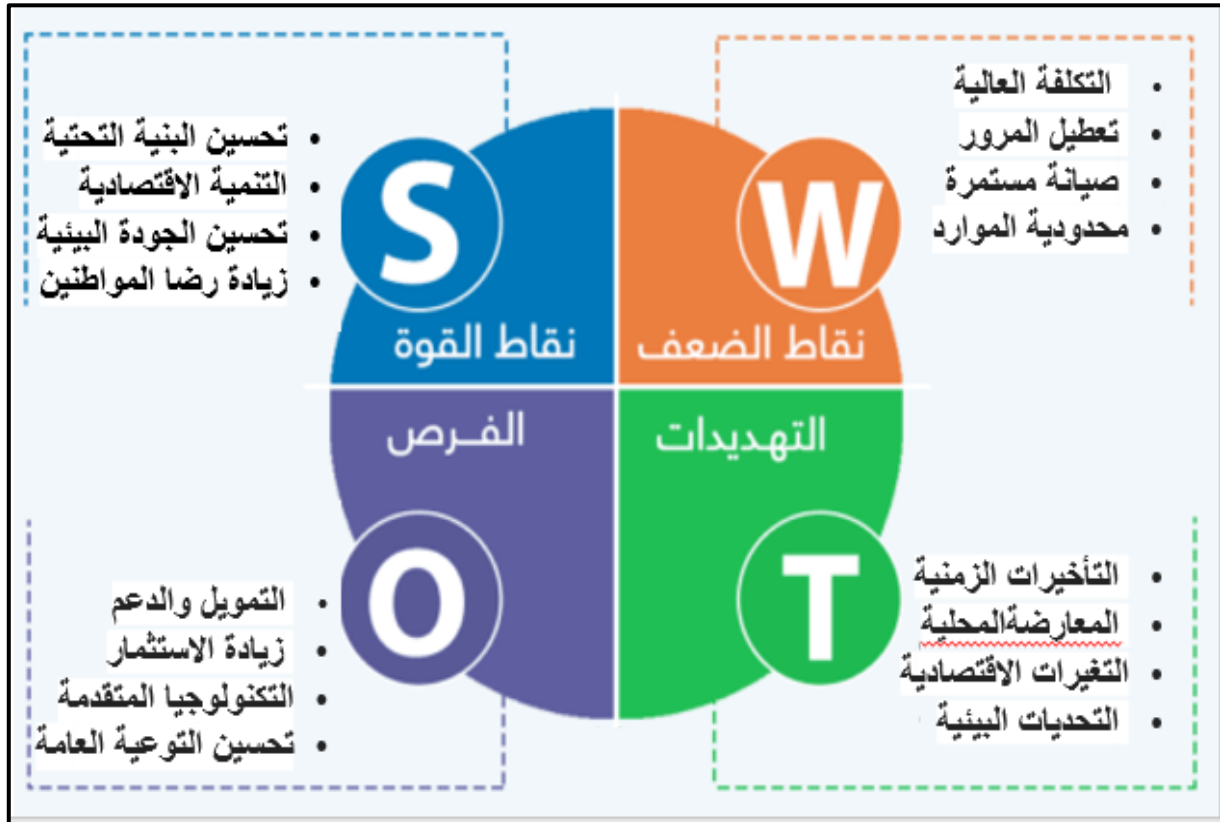 تحسين البنية التحتية
التنمية الاقتصادية
تحسين الجودة البيئية
زيادة رضا المواطنين
S
نقاط القوة
التكلفة العالية
تعطيل المرور
صيانة مستمرة
محدودية الموارد
W
نقاط الضعف
الفـرص
O
التمويل والدعم
زيادة الاستثمار
التكنولوجيا المتقدمة
تحسين التوعية العامة
التهديدات
T
التأخيرات الزمنية
المعارضةالمحلية
التغيرات الاقتصادية
التحديات البيئية